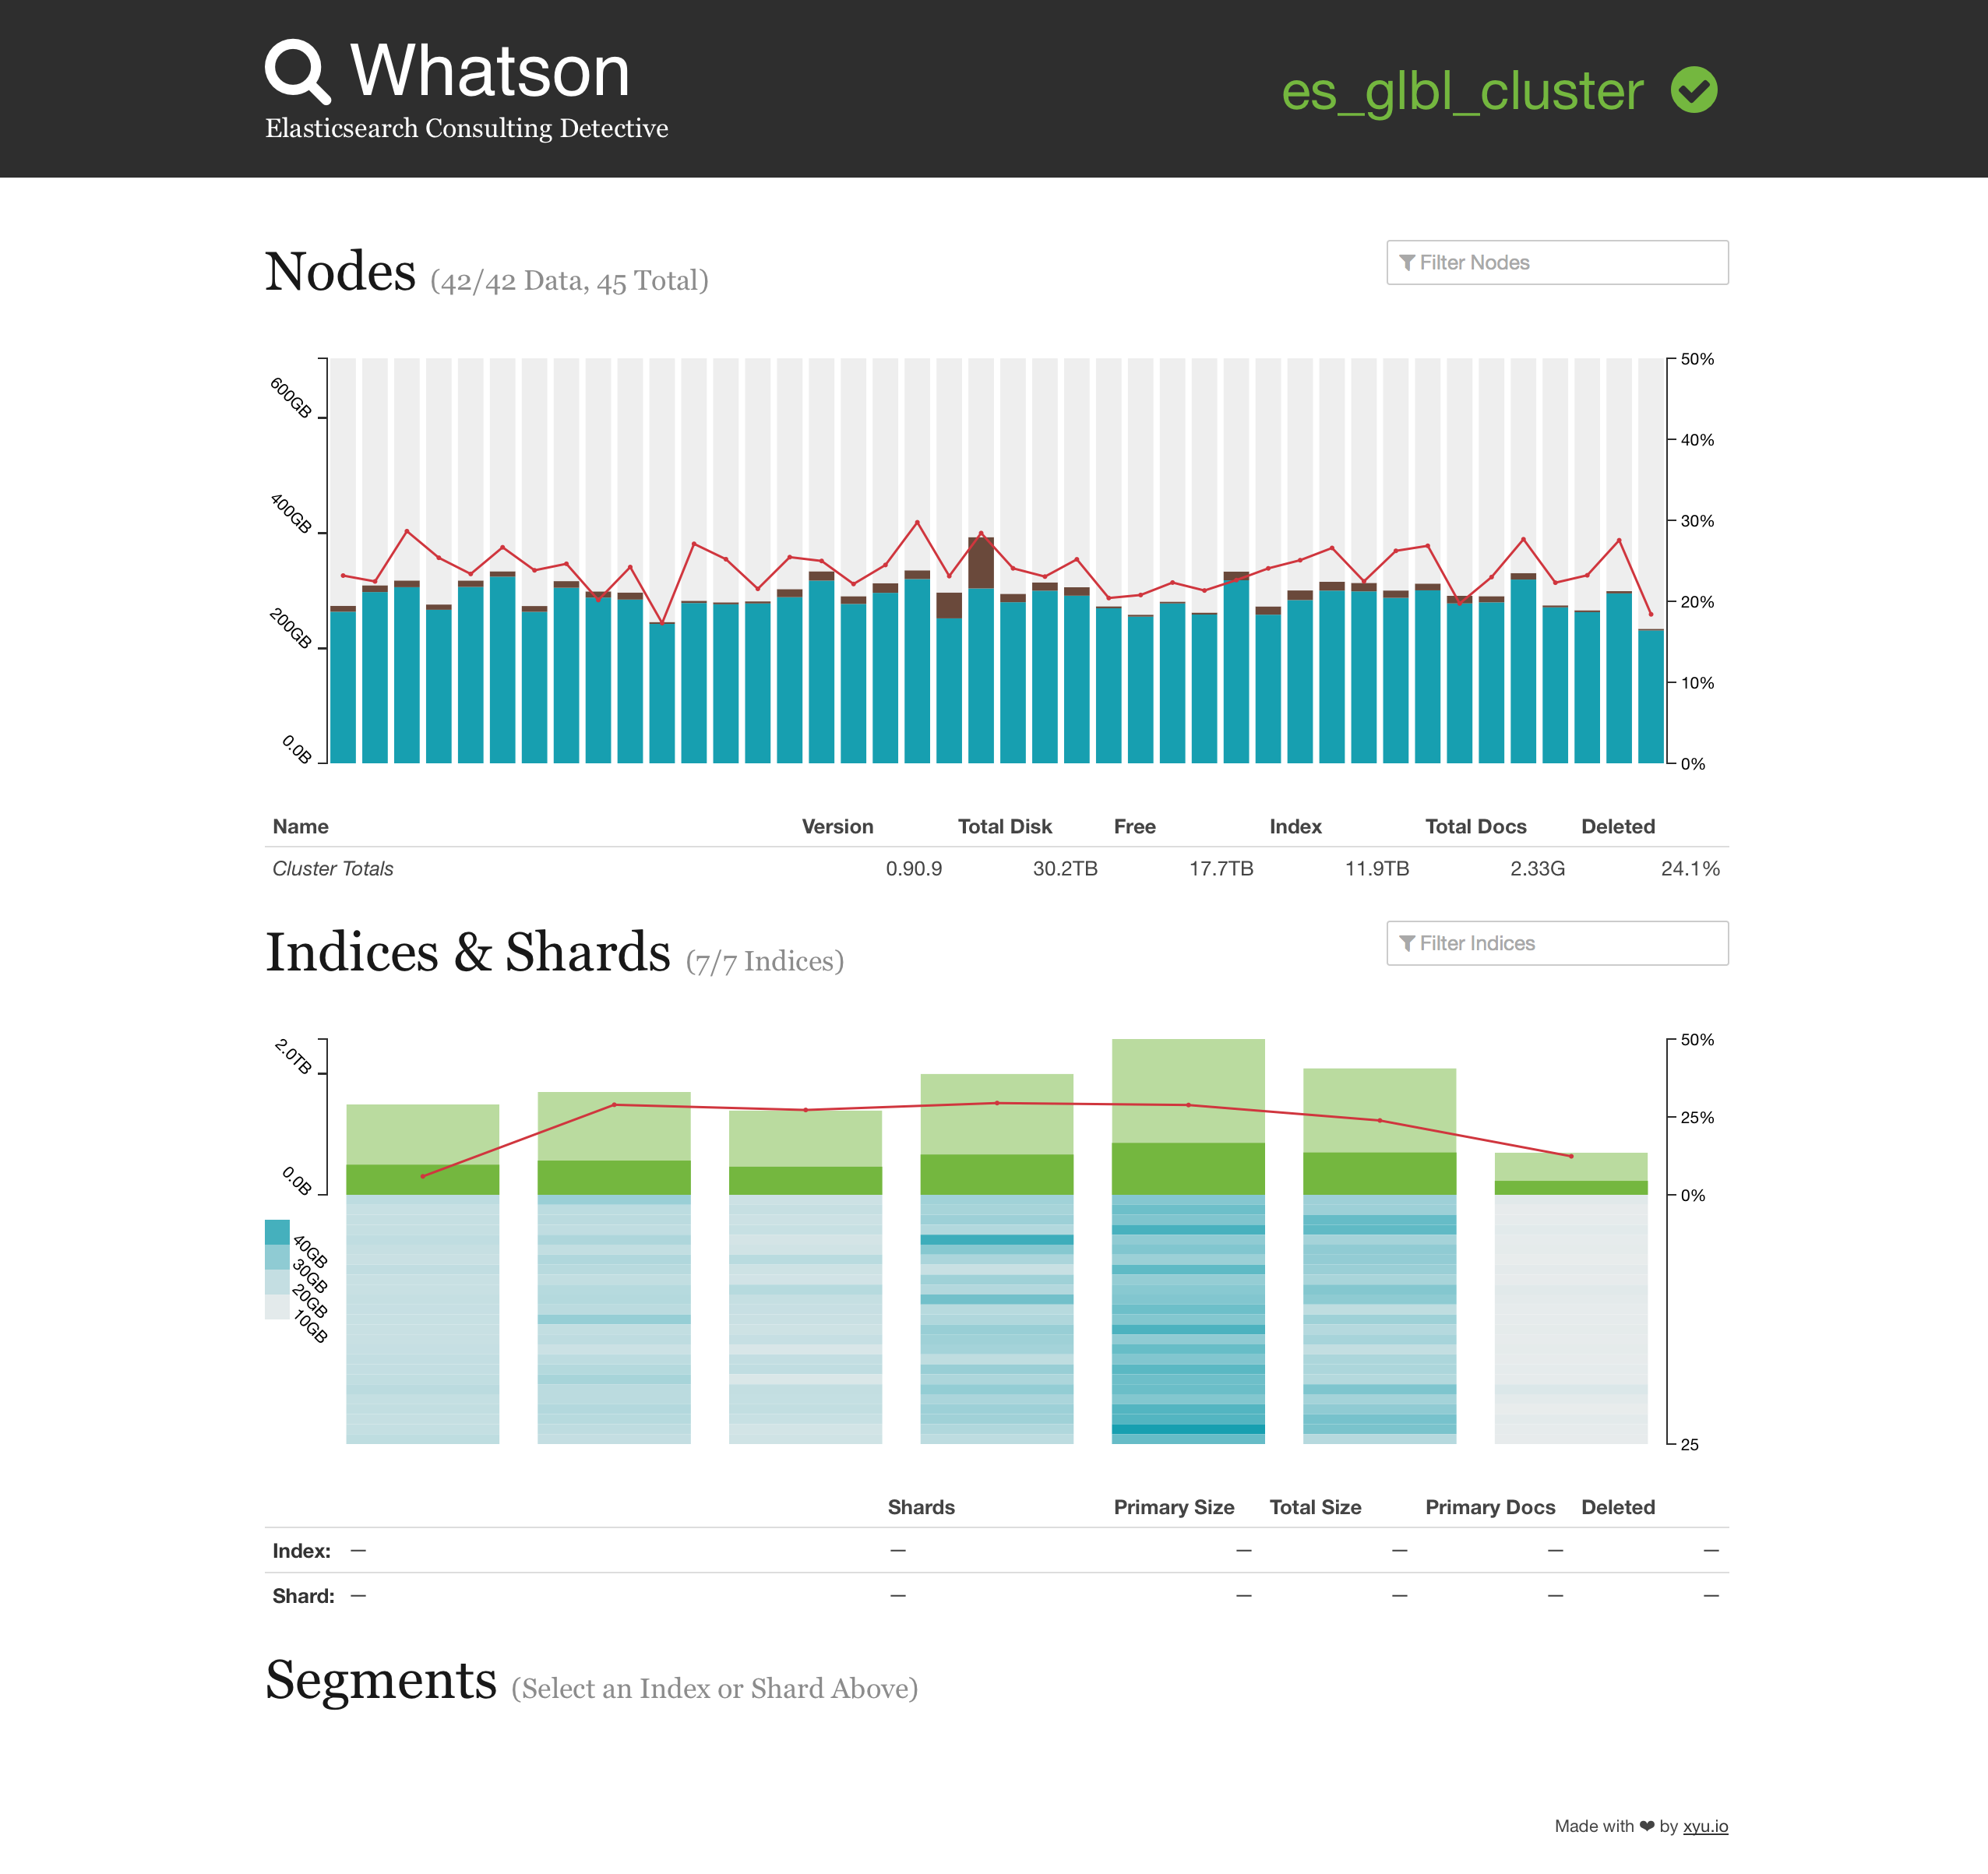 Whatson
Elasticsearch Consulting Detective
es_glbl_cluster
Nodes (42/42 Data, 45 Total)
Filter Nodes
600GB
400GB
200GB
0.0B
50%
40%
30%
20%
10%
0%
Name Version Total Disk Free Index Total Docs Deleted
Cluster Totals 0.90.9 30.2TB 17.7TB 11.9TB 2.33G 24.1%
Indices & Shards (7/7 Indices)
Filter Indices
2.0TB
0.0B
50%
25%
0%
40GB
30GB
20GB
10GB
25
Shards Primary Size Total Size Primary Docs Deleted
Index: — — — — — —
Shard: — — — — — —
Segments (Select an Index or Shard Above)
Made with ❤ by xyu.io